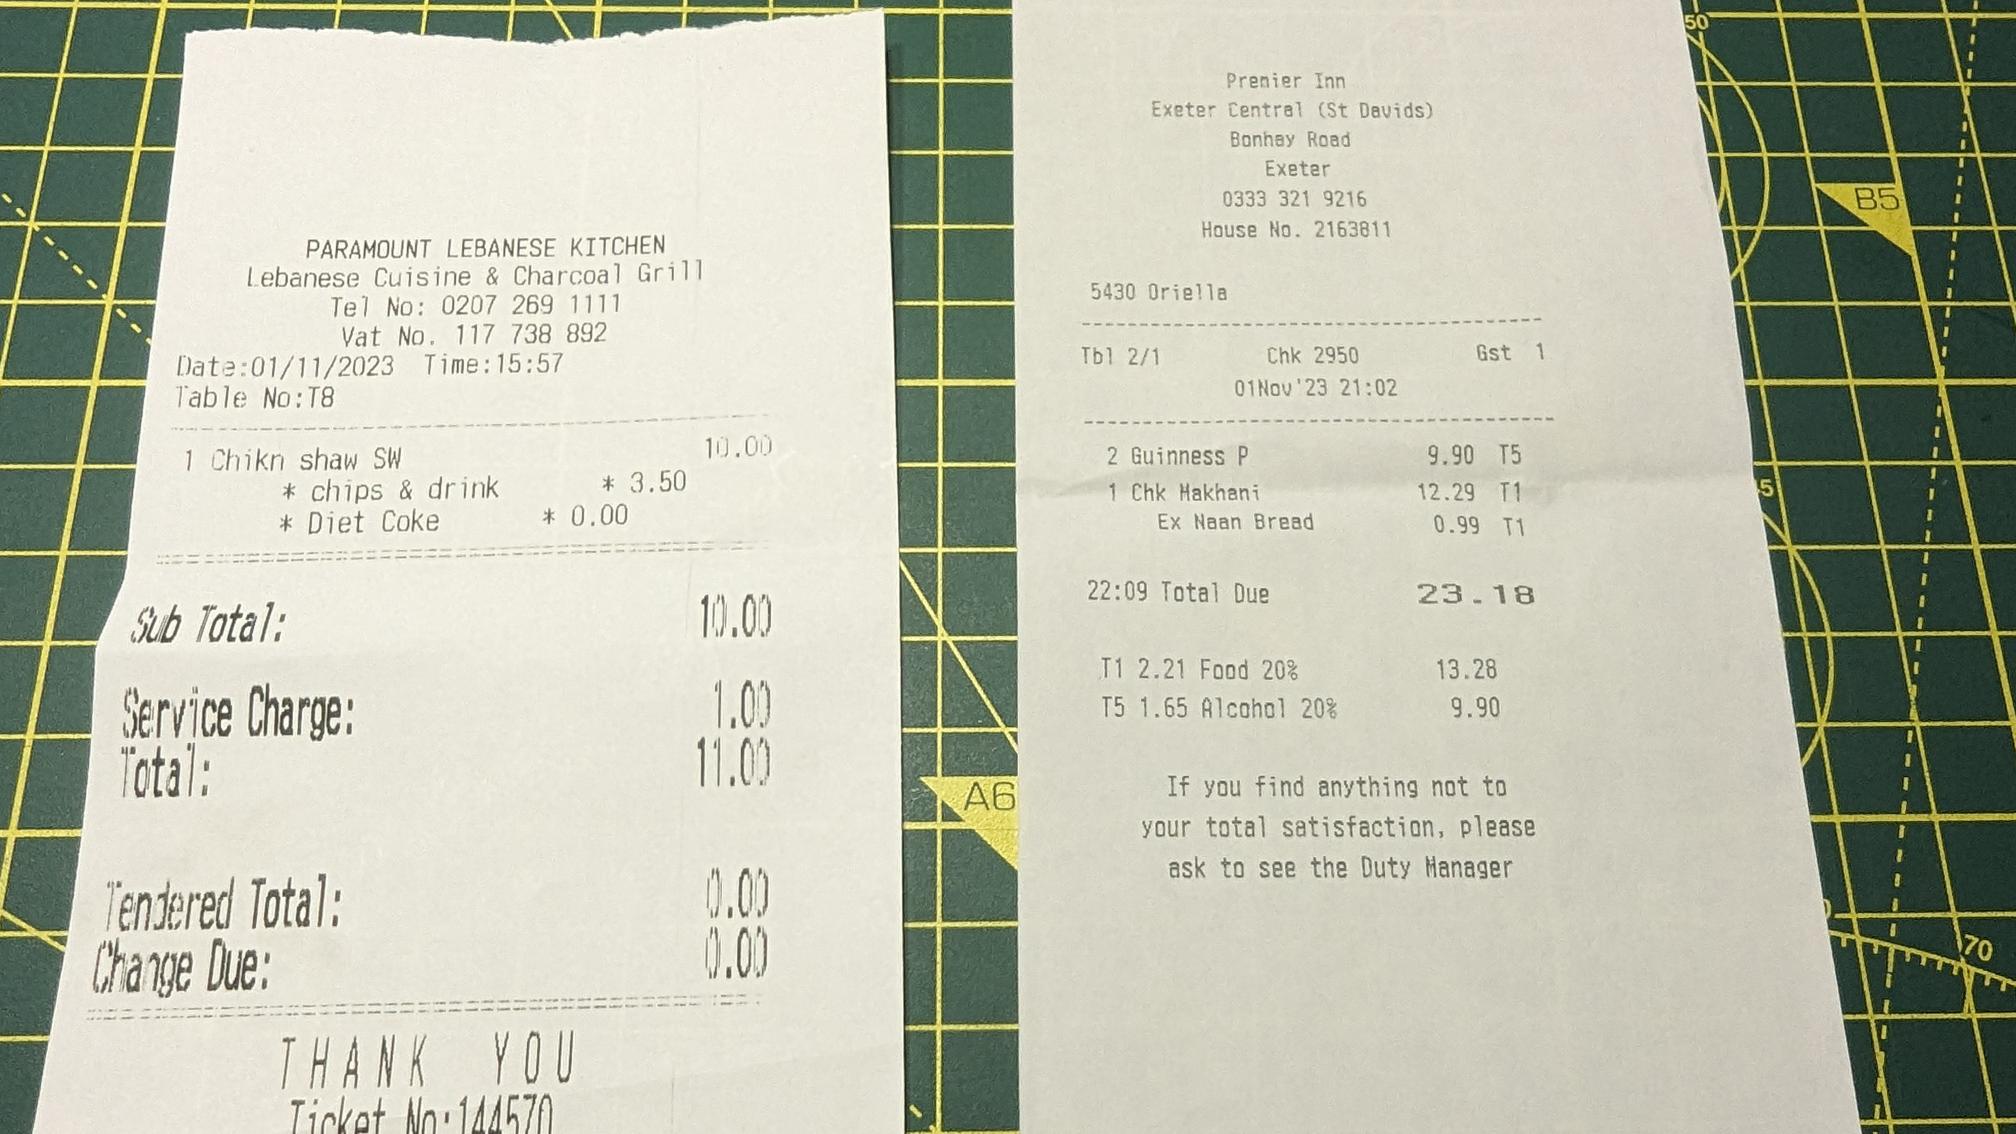 PARAMOUNT LEBANESE KITCHEN
Lebanese Cuisine & Charcoal Grill
Tel No: 0207 269 1111
Vat No. 117 738 892
Date:01/11/2023 Time:15:57
Table No:T8
1 Chikn shaw SW 10.00
* chips & drink * 3.50
* Diet Coke * 0.00
Sub Total: 10.00
Service Charge: 1.00
Total: 11.00
Tendered Total: 0.00
Change Due: 0.00
THANK YOU
Ticket No:144570
Premier Inn
Exeter Central (St Davids)
Bonhay Road
Exeter
0333 321 9216
House No. 2163811
5430 Oriella
Tbl 2/1 Chk 2950 Gst 1
01Nov'23 21:02
2 Guinness P 9.90 T5
1 Chk Makhani 12.29 T1
Ex Naan Bread 0.99 T1
22:09 Total Due 23.18
T1 2.21 Food 20% 13.28
T5 1.65 Alcohol 20% 9.90
If you find anything not to
your total satisfaction, please
ask to see the Duty Manager
50
B5
A6
70